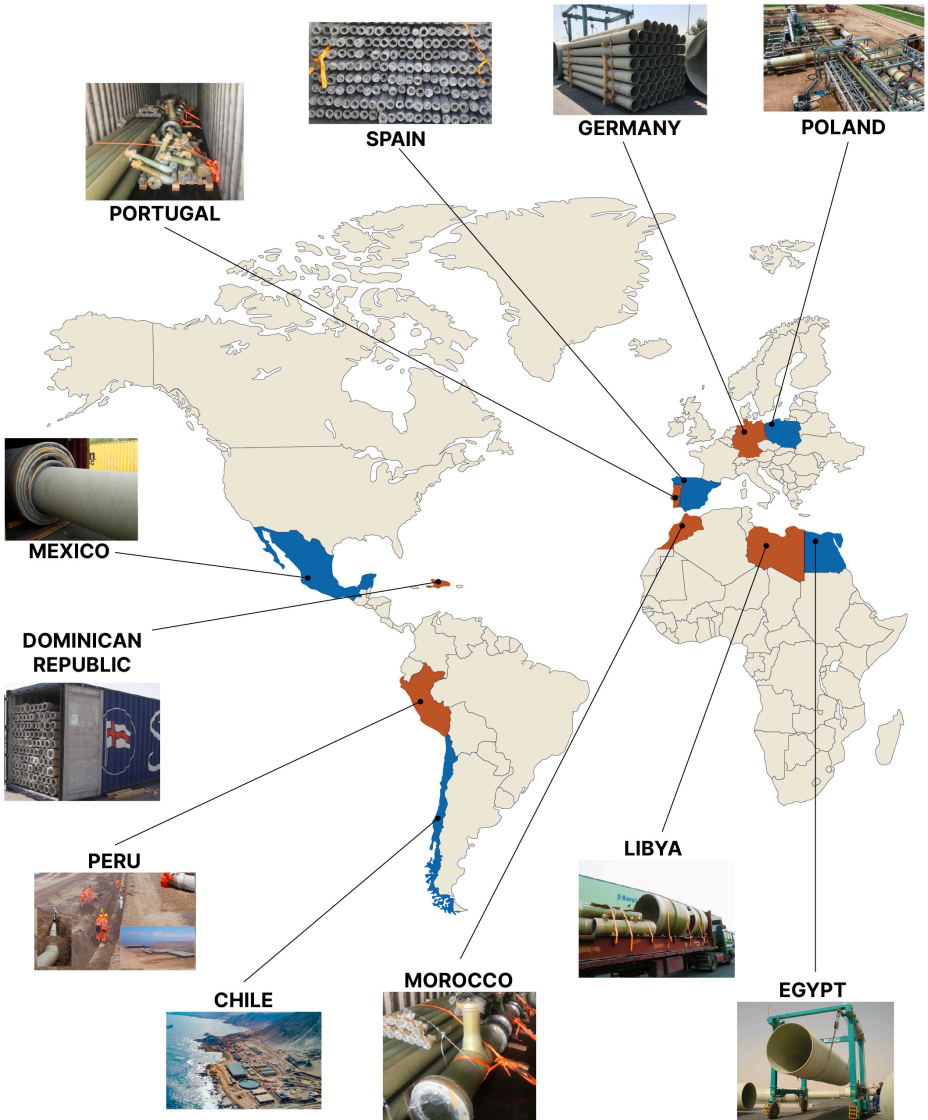 SPAIN
GERMANY
POLAND
PORTUGAL
MEXICO
DOMINICAN
REPUBLIC
PERU
LIBYA
CHILE
MOROCCO
EGYPT